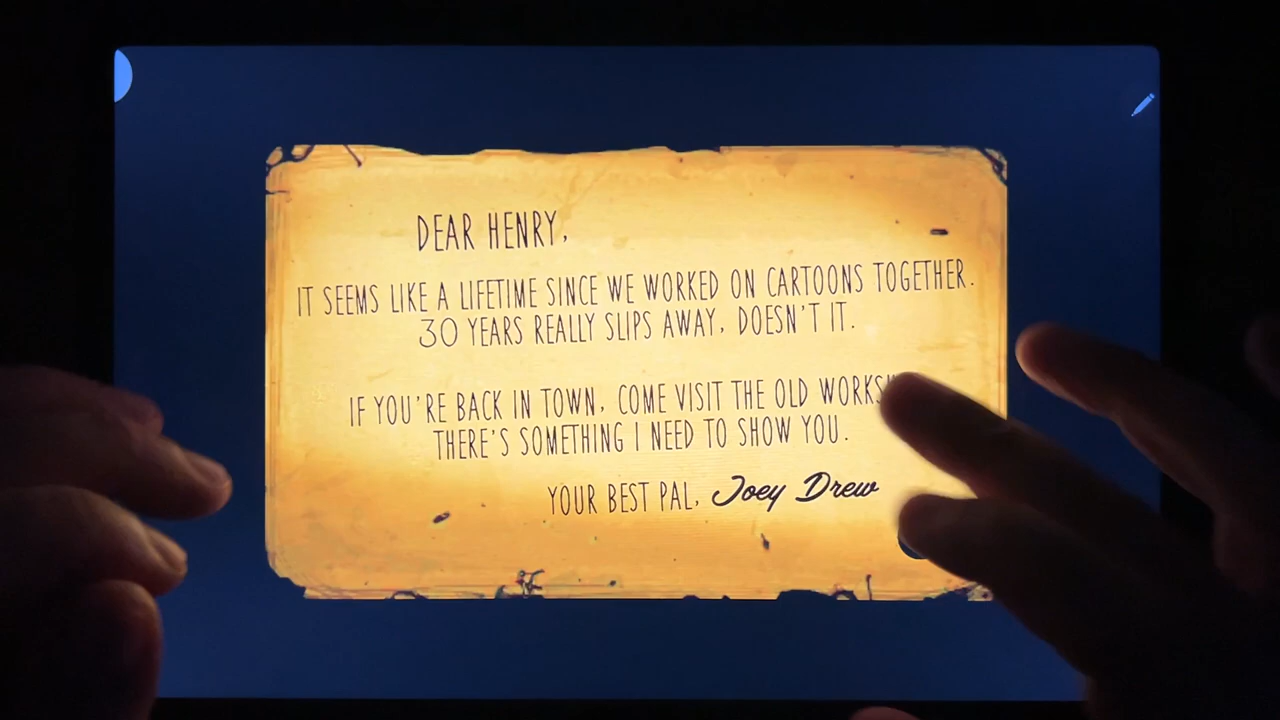 DEAR HENRY,
IT SEEMS LIKE A LIFETIME SINCE WE WORKED ON CARTOONS TOGETHER.
30 YEARS REALLY SLIPS AWAY, DOESN'T IT.
IF YOU'RE BACK IN TOWN, COME VISIT THE OLD
THERE'S SOMETHING I NEED TO SHOW YOU.
YOUR BEST PAL, Joey Drew